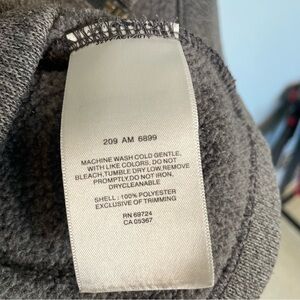 209 AM 6899
MACHINE WASH COLD GENTLE,
WITH LIKE COLORS, DO NOT
BLEACH,TUMBLE DRY LOW,REMOVE
PROMPTLY,DO NOT IRON,
DRYCLEANABLE
SHELL : 100% POLYESTER
EXCLUSIVE OF TRIMMING
RN 69724
CA 05367